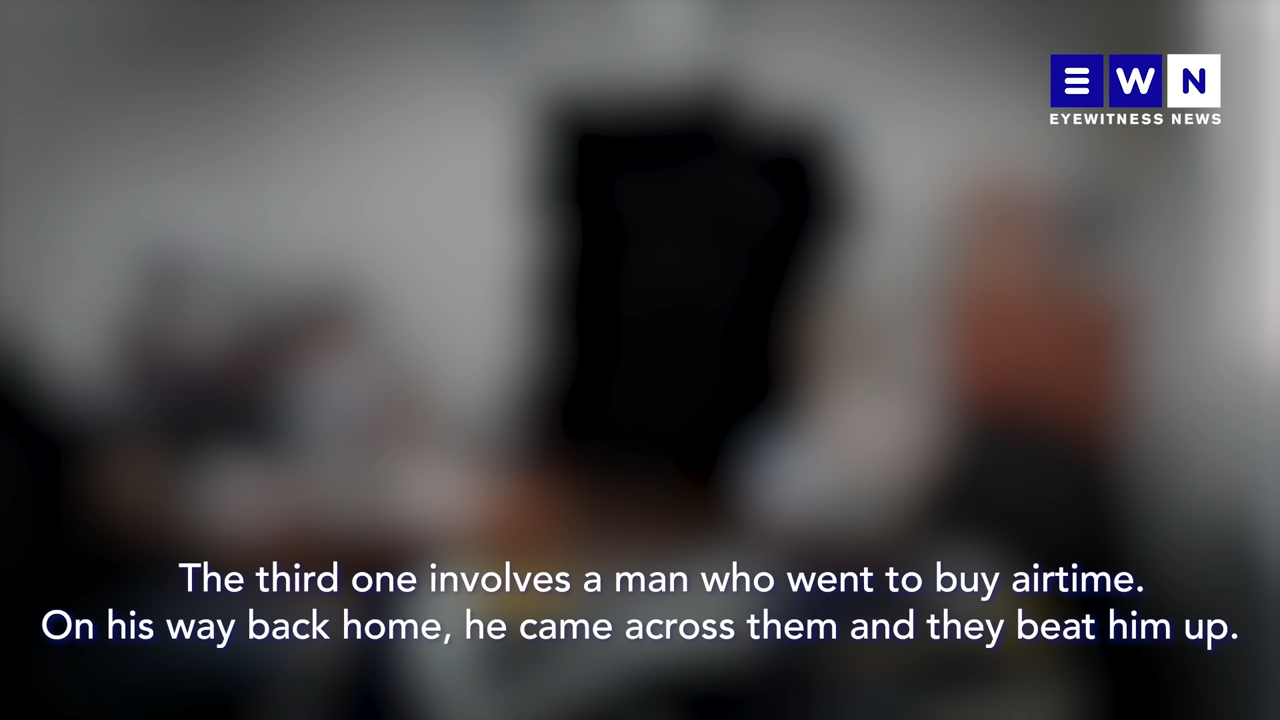 EWN
EYEWITNESS NEWS
The third one involves a man who went to buy airtime.
On his way back home, he came across them and they beat him up.